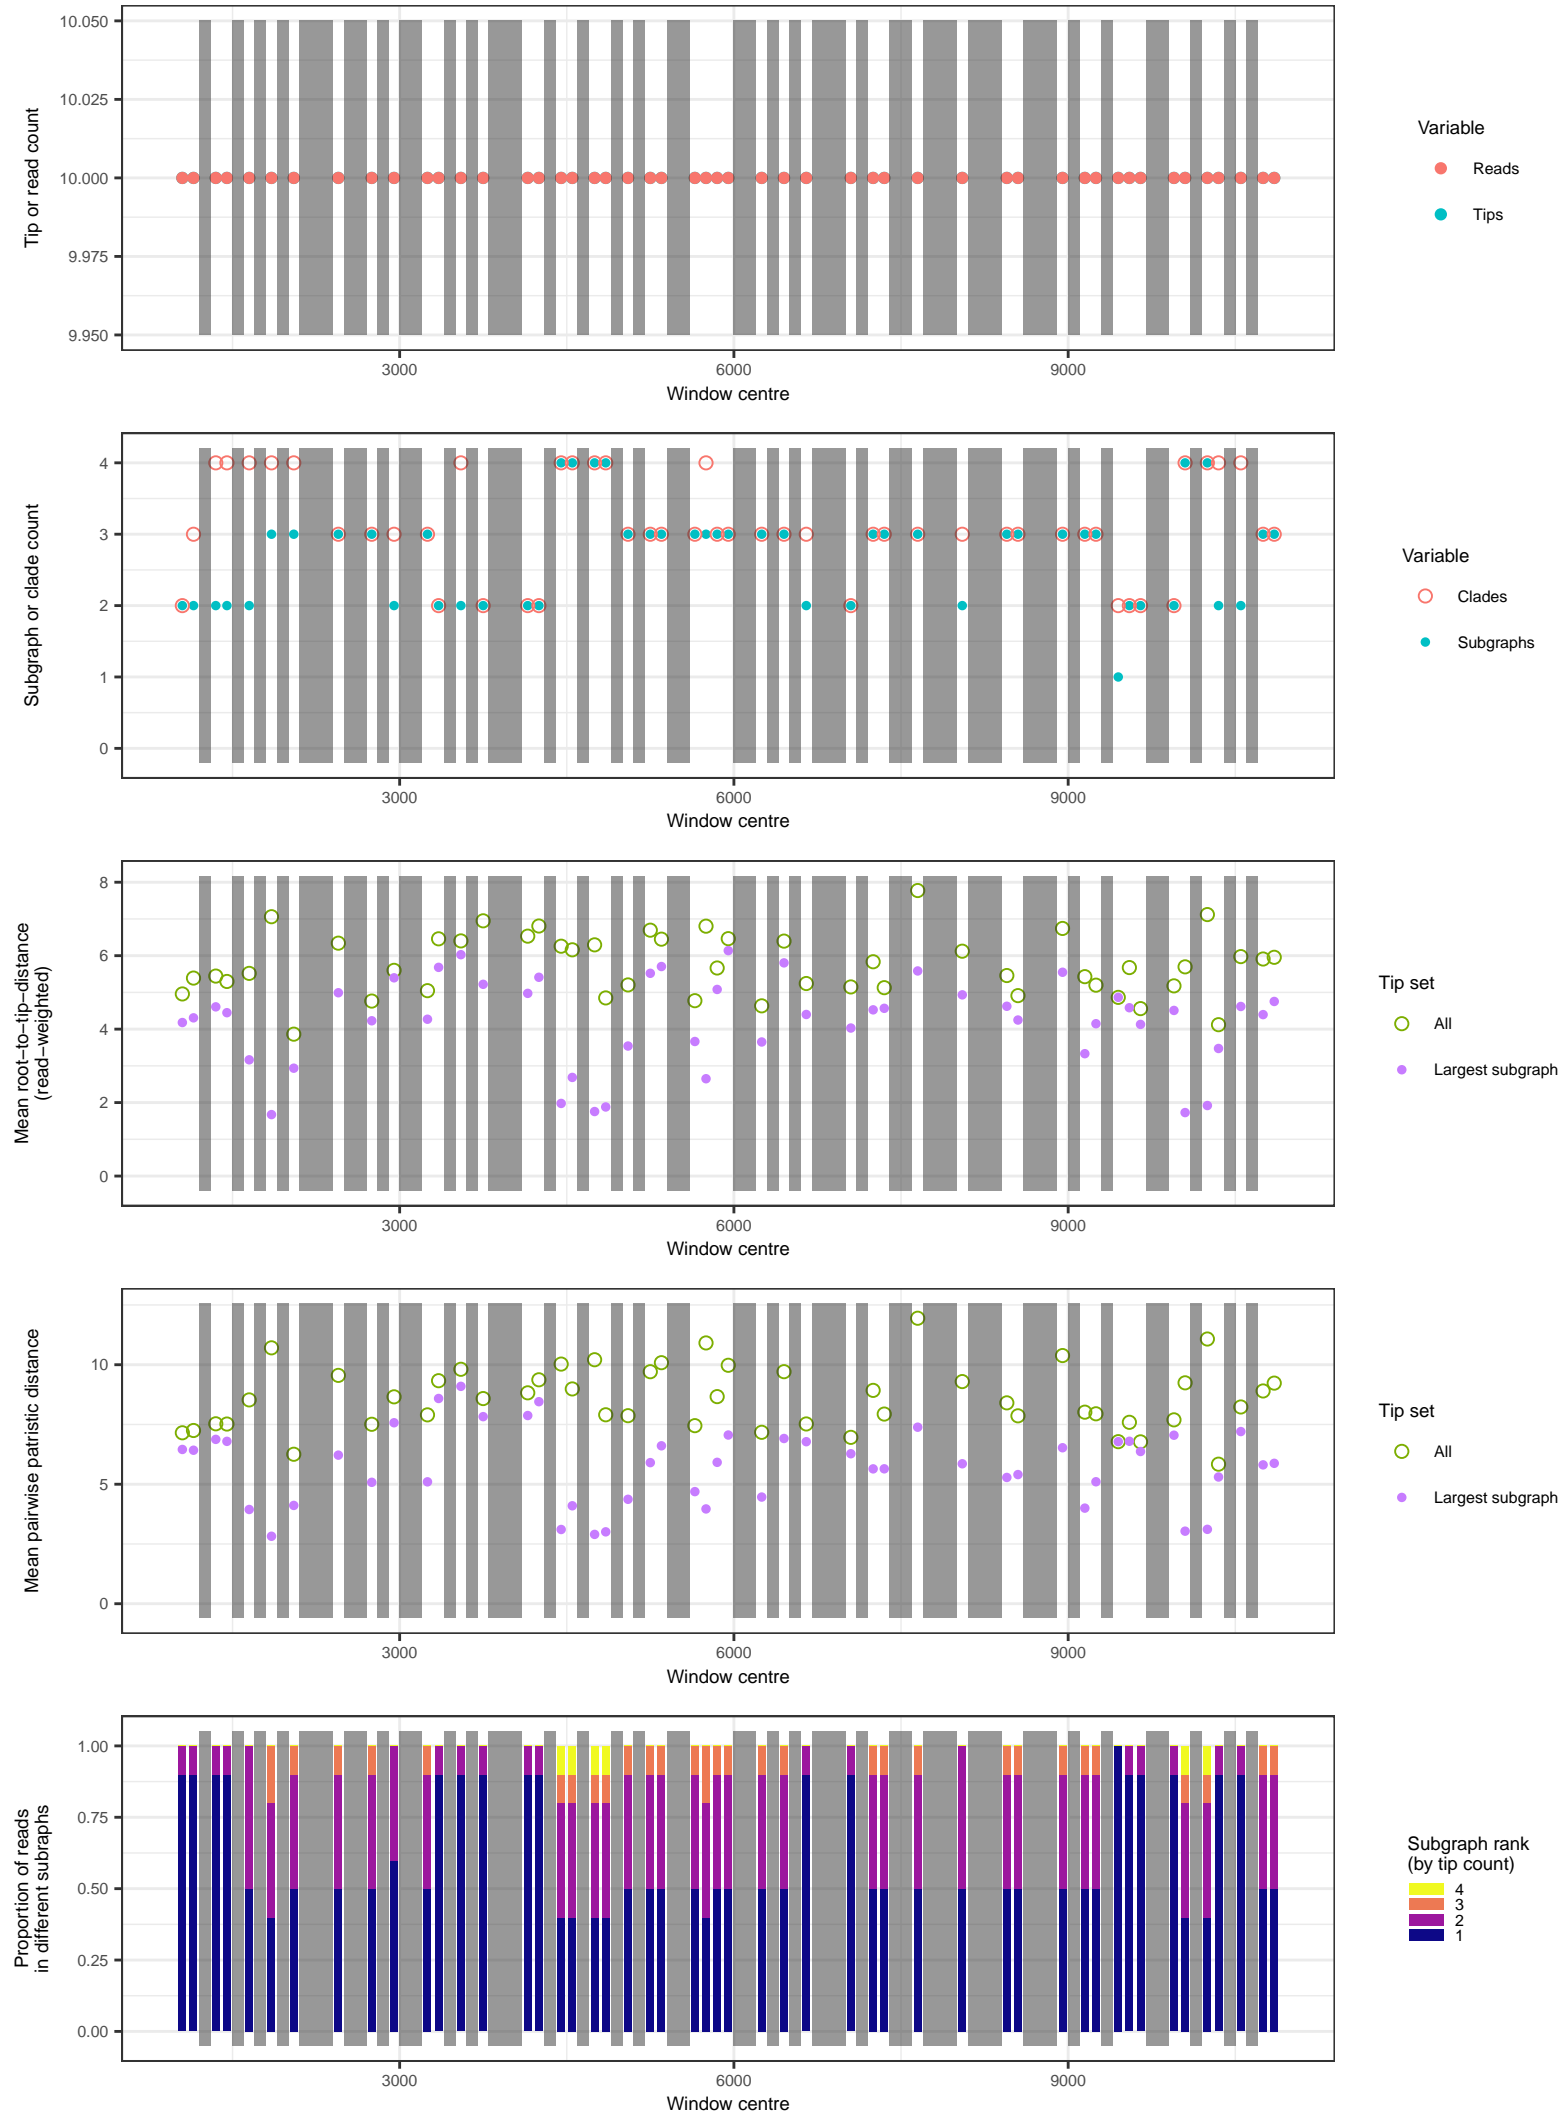 10.050
10.025
10.000
9.975
9.950
Tip or read count
3000 6000 9000
Window centre
Variable
Reads
Tips
4
3
2
1
0
Subgraph or clade count
3000 6000 9000
Window centre
Variable
Clades
Subgraphs
8
6
4
2
0
Mean root−to−tip−distance
(read−weighted)
3000 6000 9000
Window centre
Tip set
All
Largest subgraph
10
5
0
Mean pairwise patristic distance
3000 6000 9000
Window centre
Tip set
All
Largest subgraph
1.00
0.75
0.50
0.25
0.00
Proportion of reads
in different subraphs
3000 6000 9000
Window centre
Subgraph rank
(by tip count)
4
3
2
1